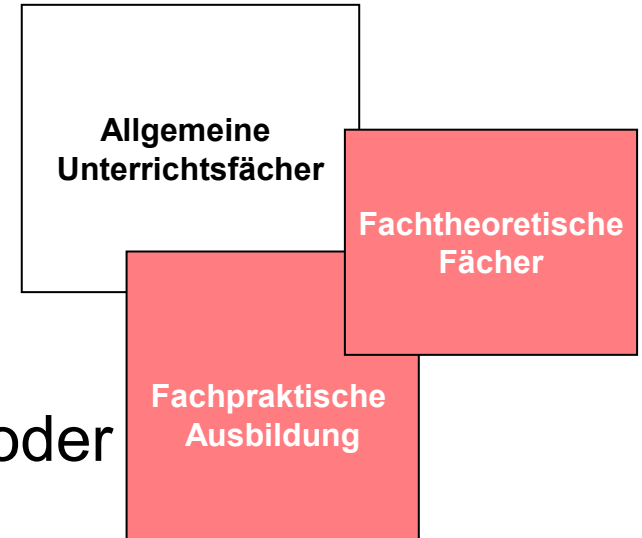 Allgemeine
Unterrichtsfächer
Fachtheoretische
Fächer
Fachpraktische
Ausbildung
oder